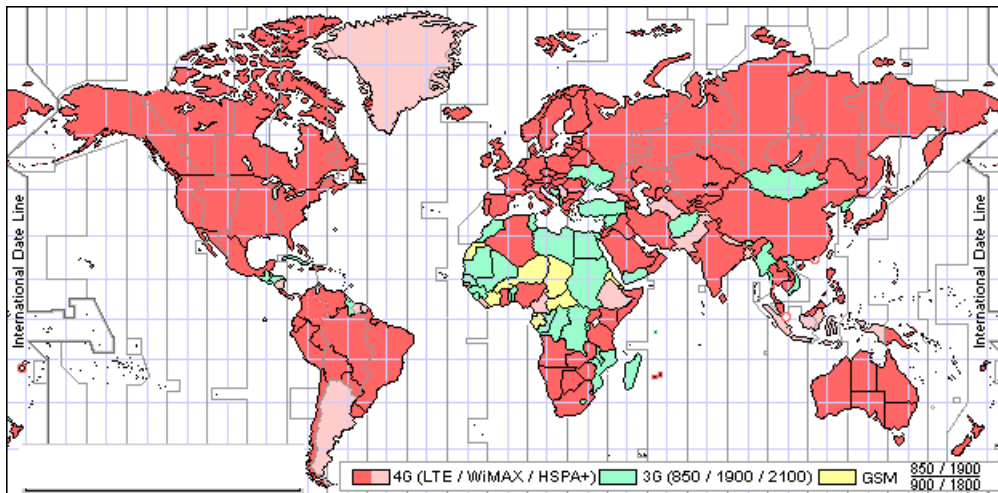 International Date Line
International Date Line
4G (LTE / WiMAX / HSPA+) 3G (850 / 1900 / 2100) GSM 850 / 1900
900 / 1800